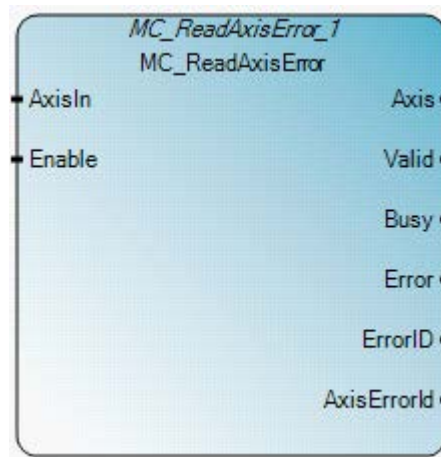 MC_ReadAxisError_1
MC_ReadAxisError
AxisIn Axis
Enable Valid
Busy
Error
ErrorID
AxisErrorId